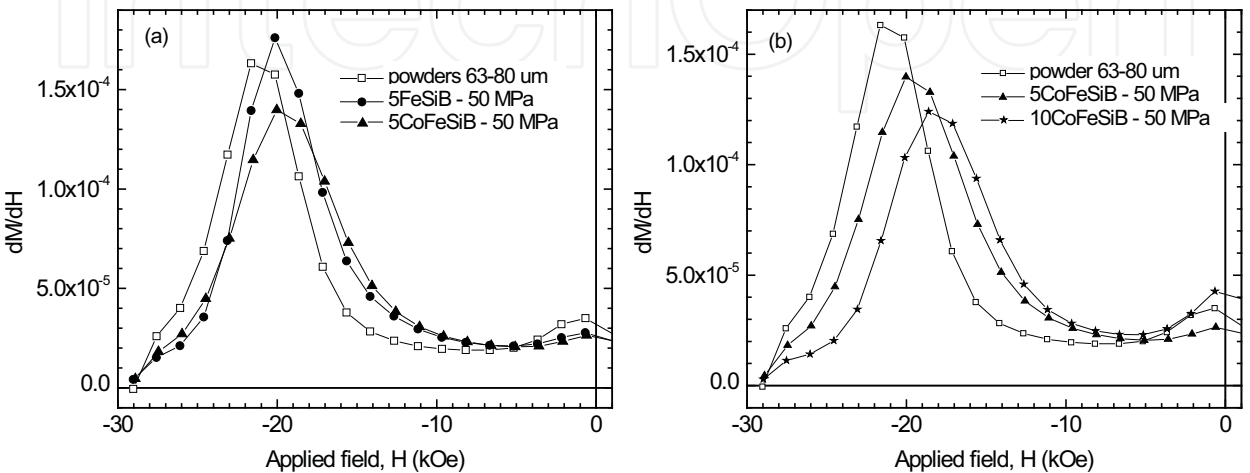 IntechOpen
(a)
powders 63-80 um
5FeSiB - 50 MPa
5CoFeSiB - 50 MPa
1.5x10⁻⁴
1.0x10⁻⁴
5.0x10⁻⁵
0.0
dM/dH
-30
-20
-10
0
Applied field, H (kOe)
(b)
powder 63-80 um
5CoFeSiB - 50 MPa
10CoFeSiB - 50 MPa
1.5x10⁻⁴
1.0x10⁻⁴
5.0x10⁻⁵
0.0
dM/dH
-30
-20
-10
0
Applied field, H (kOe)